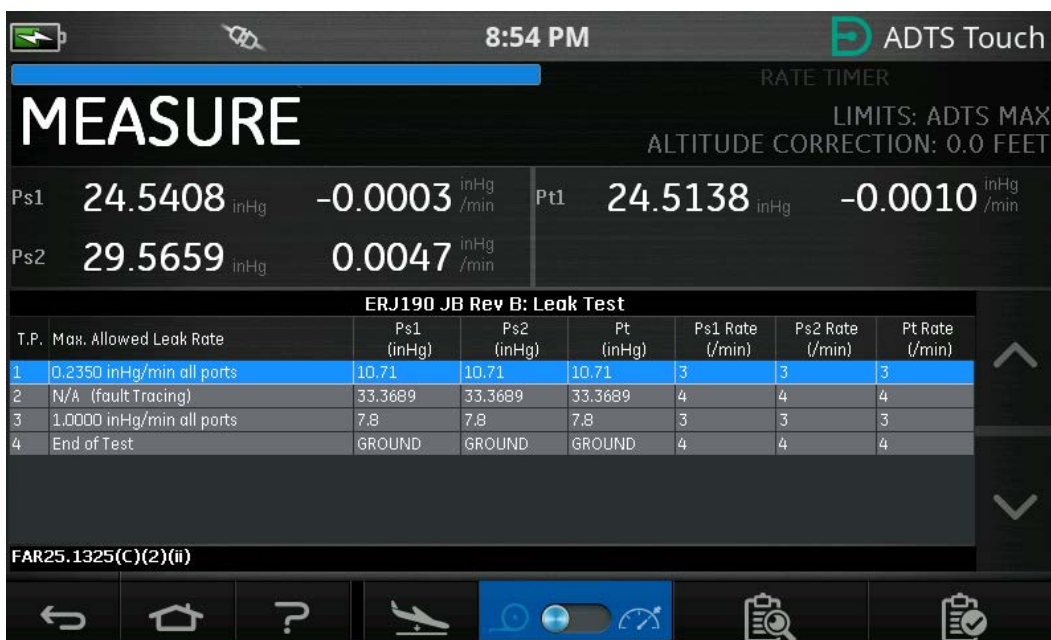 8:54 PM
ADTS Touch
RATE TIMER
MEASURE
LIMITS: ADTS MAX
ALTITUDE CORRECTION: 0.0 FEET
Ps1 24.5408 inHg -0.0003 inHg/min Pt1 24.5138 inHg -0.0010 inHg/min
Ps2 29.5659 inHg 0.0047 inHg/min
ERJ190 JB Rev B: Leak Test
T.P. Max. Allowed Leak Rate Ps1 (inHg) Ps2 (inHg) Pt (inHg) Ps1 Rate (/min) Ps2 Rate (/min) Pt Rate (/min)
1 0.2350 inHg/min all ports 10.71 10.71 10.71 3 3 3
2 N/A (fault Tracing) 33.3689 33.3689 33.3689 4 4 4
3 1.0000 inHg/min all ports 7.8 7.8 7.8 3 3 3
4 End of Test GROUND GROUND GROUND 4 4 4
FAR25.1325(C)(2)(ii)
?